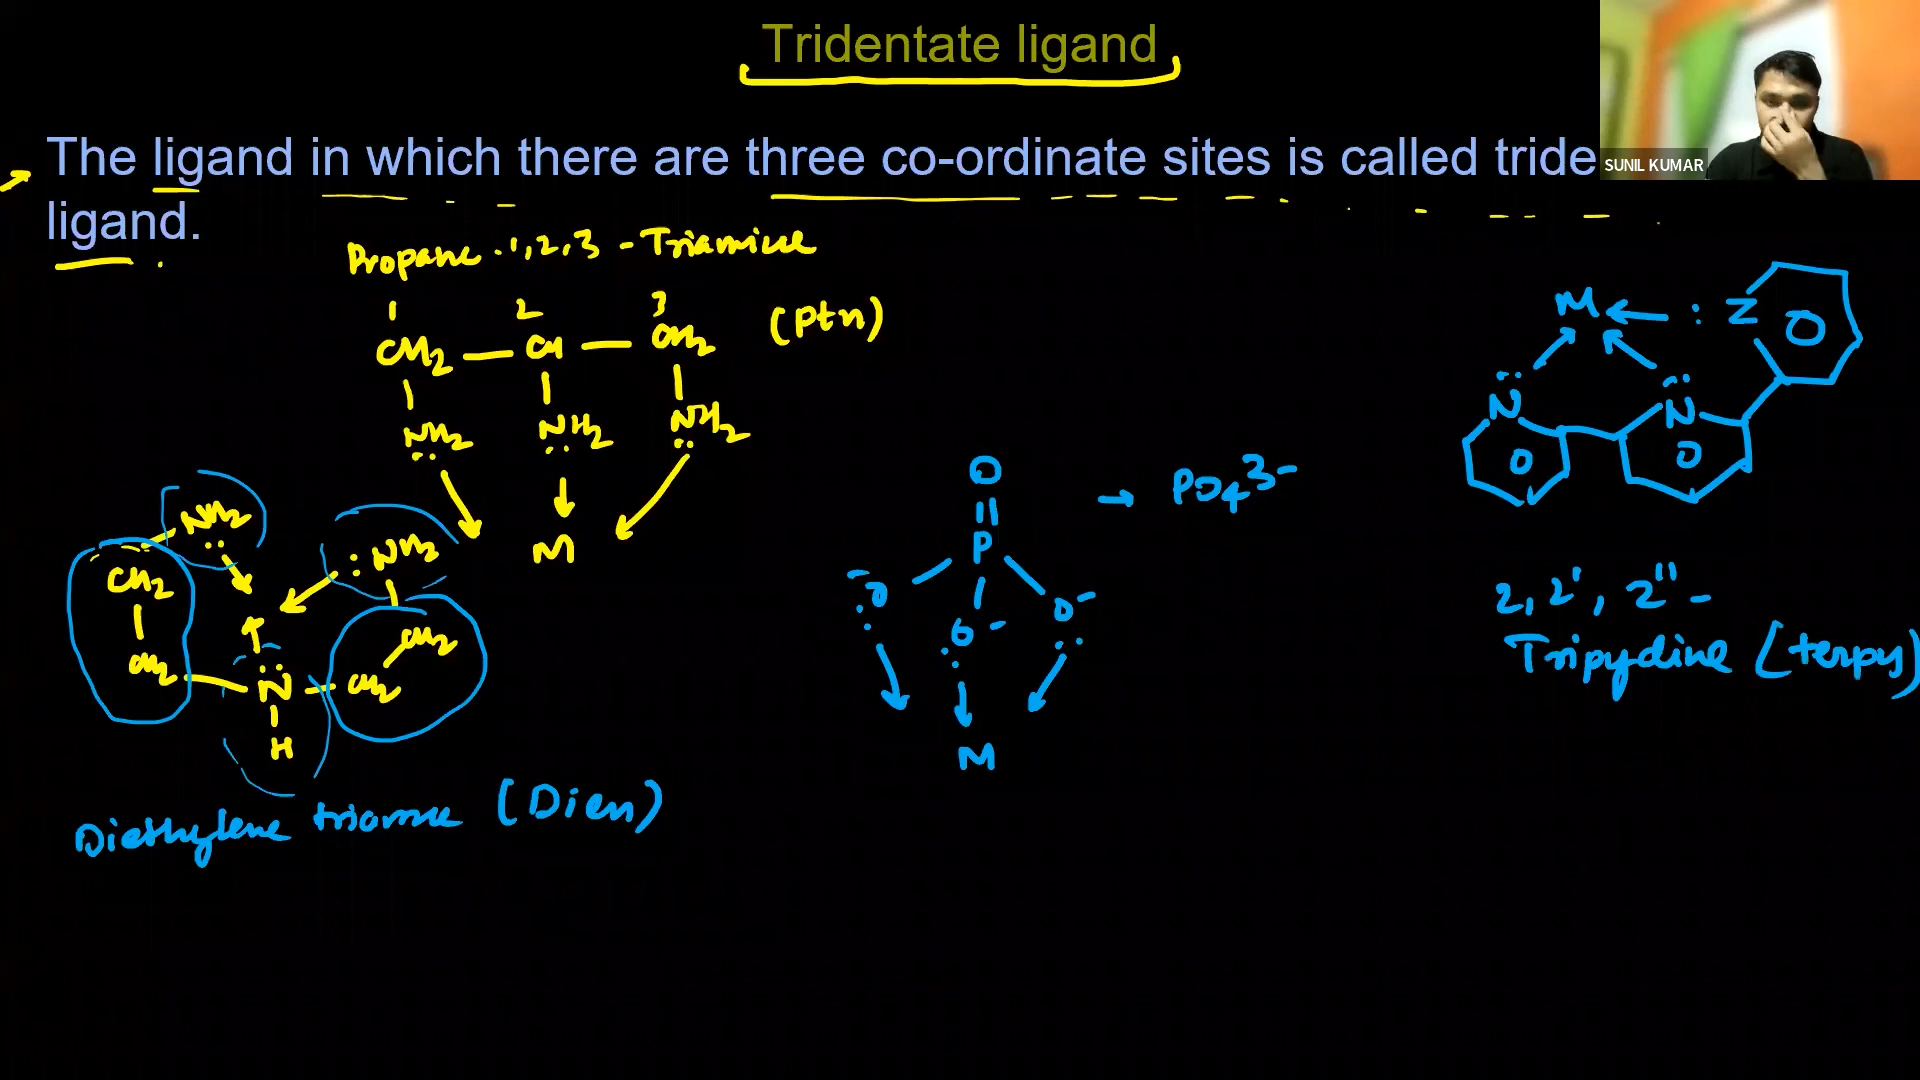 Tridentate ligand
The ligand in which there are three co-ordinate sites is called tride
ligand.
SUNIL KUMAR
Propane-1,2,3-Triamine
1 2 3
CH2 — CH — CH2 (Ptn)
NH2 NH2 NH2
M
NH2 :NH2
CH2 CH2
CH2 N CH2
H
Diethylene triamine (Dien)
O → PO4 3-
P
O- O- O-
M
M ← :N
N N
2,2',2''-
Tripydine (terpy)